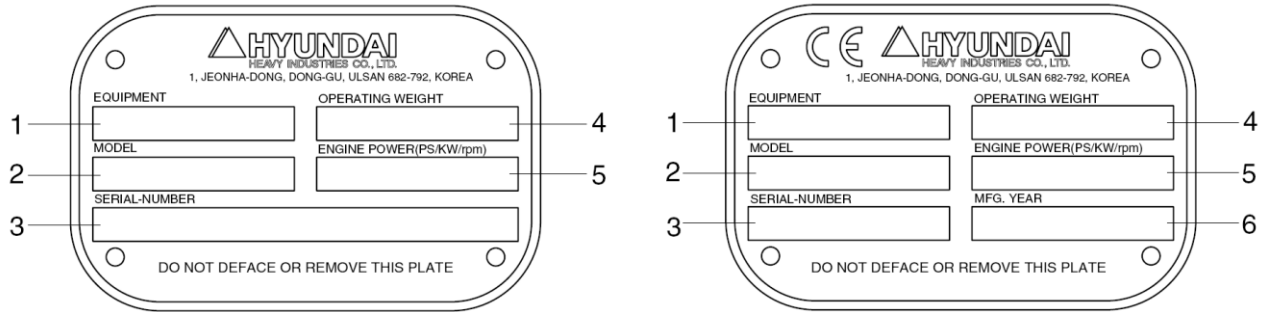 HYUNDAI
HEAVY INDUSTRIES CO., LTD.
1, JEONHA-DONG, DONG-GU, ULSAN 682-792, KOREA
EQUIPMENT OPERATING WEIGHT
1 4
MODEL ENGINE POWER(PS/KW/rpm)
2 5
SERIAL-NUMBER
3
DO NOT DEFACE OR REMOVE THIS PLATE
CE HYUNDAI
HEAVY INDUSTRIES CO., LTD.
1, JEONHA-DONG, DONG-GU, ULSAN 682-792, KOREA
EQUIPMENT OPERATING WEIGHT
1 4
MODEL ENGINE POWER(PS/KW/rpm)
2 5
SERIAL-NUMBER MFG. YEAR
3 6
DO NOT DEFACE OR REMOVE THIS PLATE